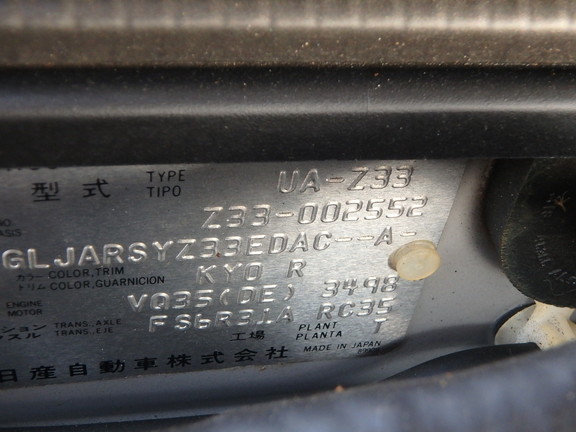 型式 TYPE TIPO UA-Z33
Z33-002552
GLJARSYZ33EDAC--A-
カラー COLOR,TRIM KYO R
トリム COLOR,GUARNICION
ENGINE MOTOR VQ35(DE) 3498
TRANS.,AXLE TRANS.,EJE FS6R31A RC35
工場 PLANT PLANTA T
日産自動車株式会社 MADE IN JAPAN